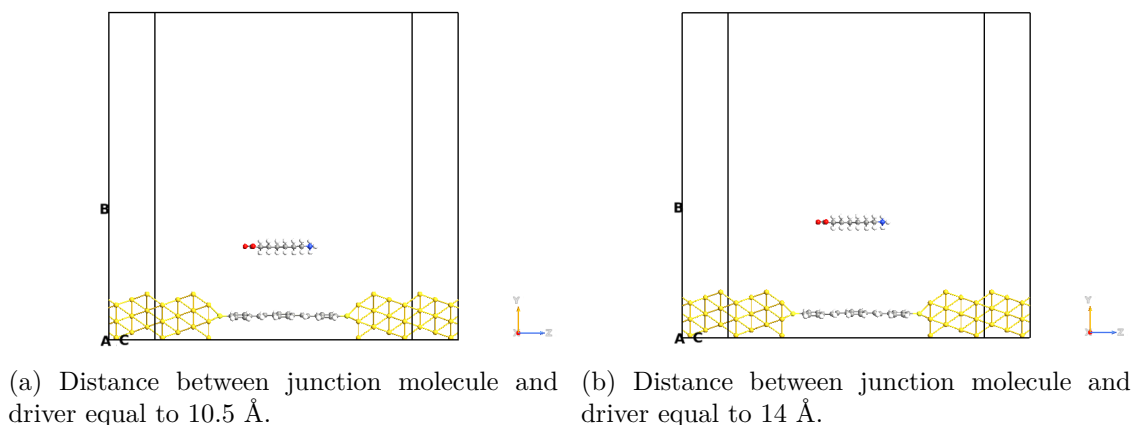 B
A C
Y
X Z
B
A C
Y
X Z
(a) Distance between junction molecule and
driver equal to 10.5 Å.
(b) Distance between junction molecule and
driver equal to 14 Å.